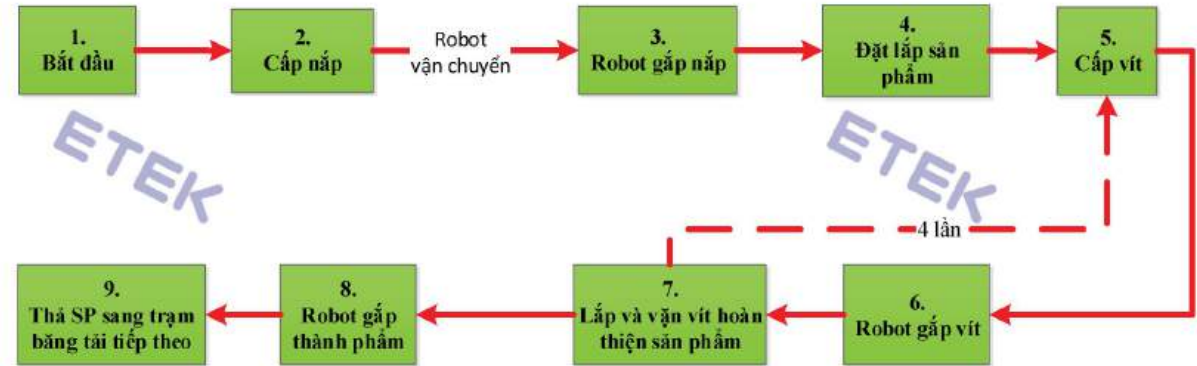 1.
Bắt đầu
2.
Cấp nắp
Robot
vận chuyển
3.
Robot gắp nắp
4.
Đặt lắp sản
phẩm
5.
Cấp vít
ETEK
ETEK
4 lần
6.
Robot gắp vít
7.
Lắp và vặn vít hoàn
thiện sản phẩm
8.
Robot gắp
thành phẩm
9.
Thả SP sang trạm
băng tải tiếp theo